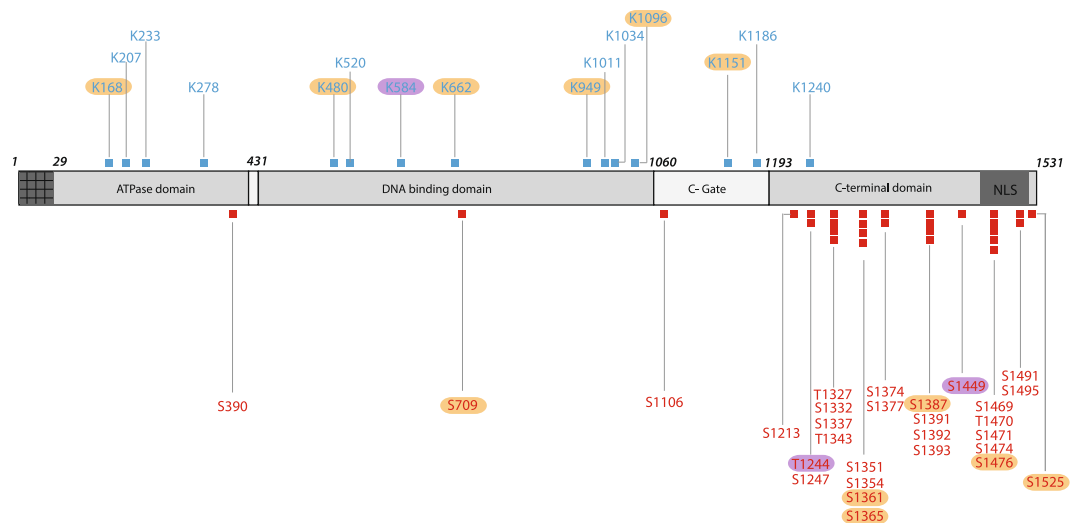 K1096
K233
K1034
K1186
K207
K520
K1011
K1151
K168
K278
K480
K584
K662
K949
K1240
1
29
431
1060
1193
1531
ATPase domain
DNA binding domain
C- Gate
C-terminal domain
NLS
S390
S709
S1106
S1213
T1244
S1247
T1327
S1332
S1337
T1343
S1351
S1354
S1361
S1365
S1374
S1377
S1387
S1391
S1392
S1393
S1449
S1469
T1470
S1471
S1474
S1476
S1491
S1495
S1525